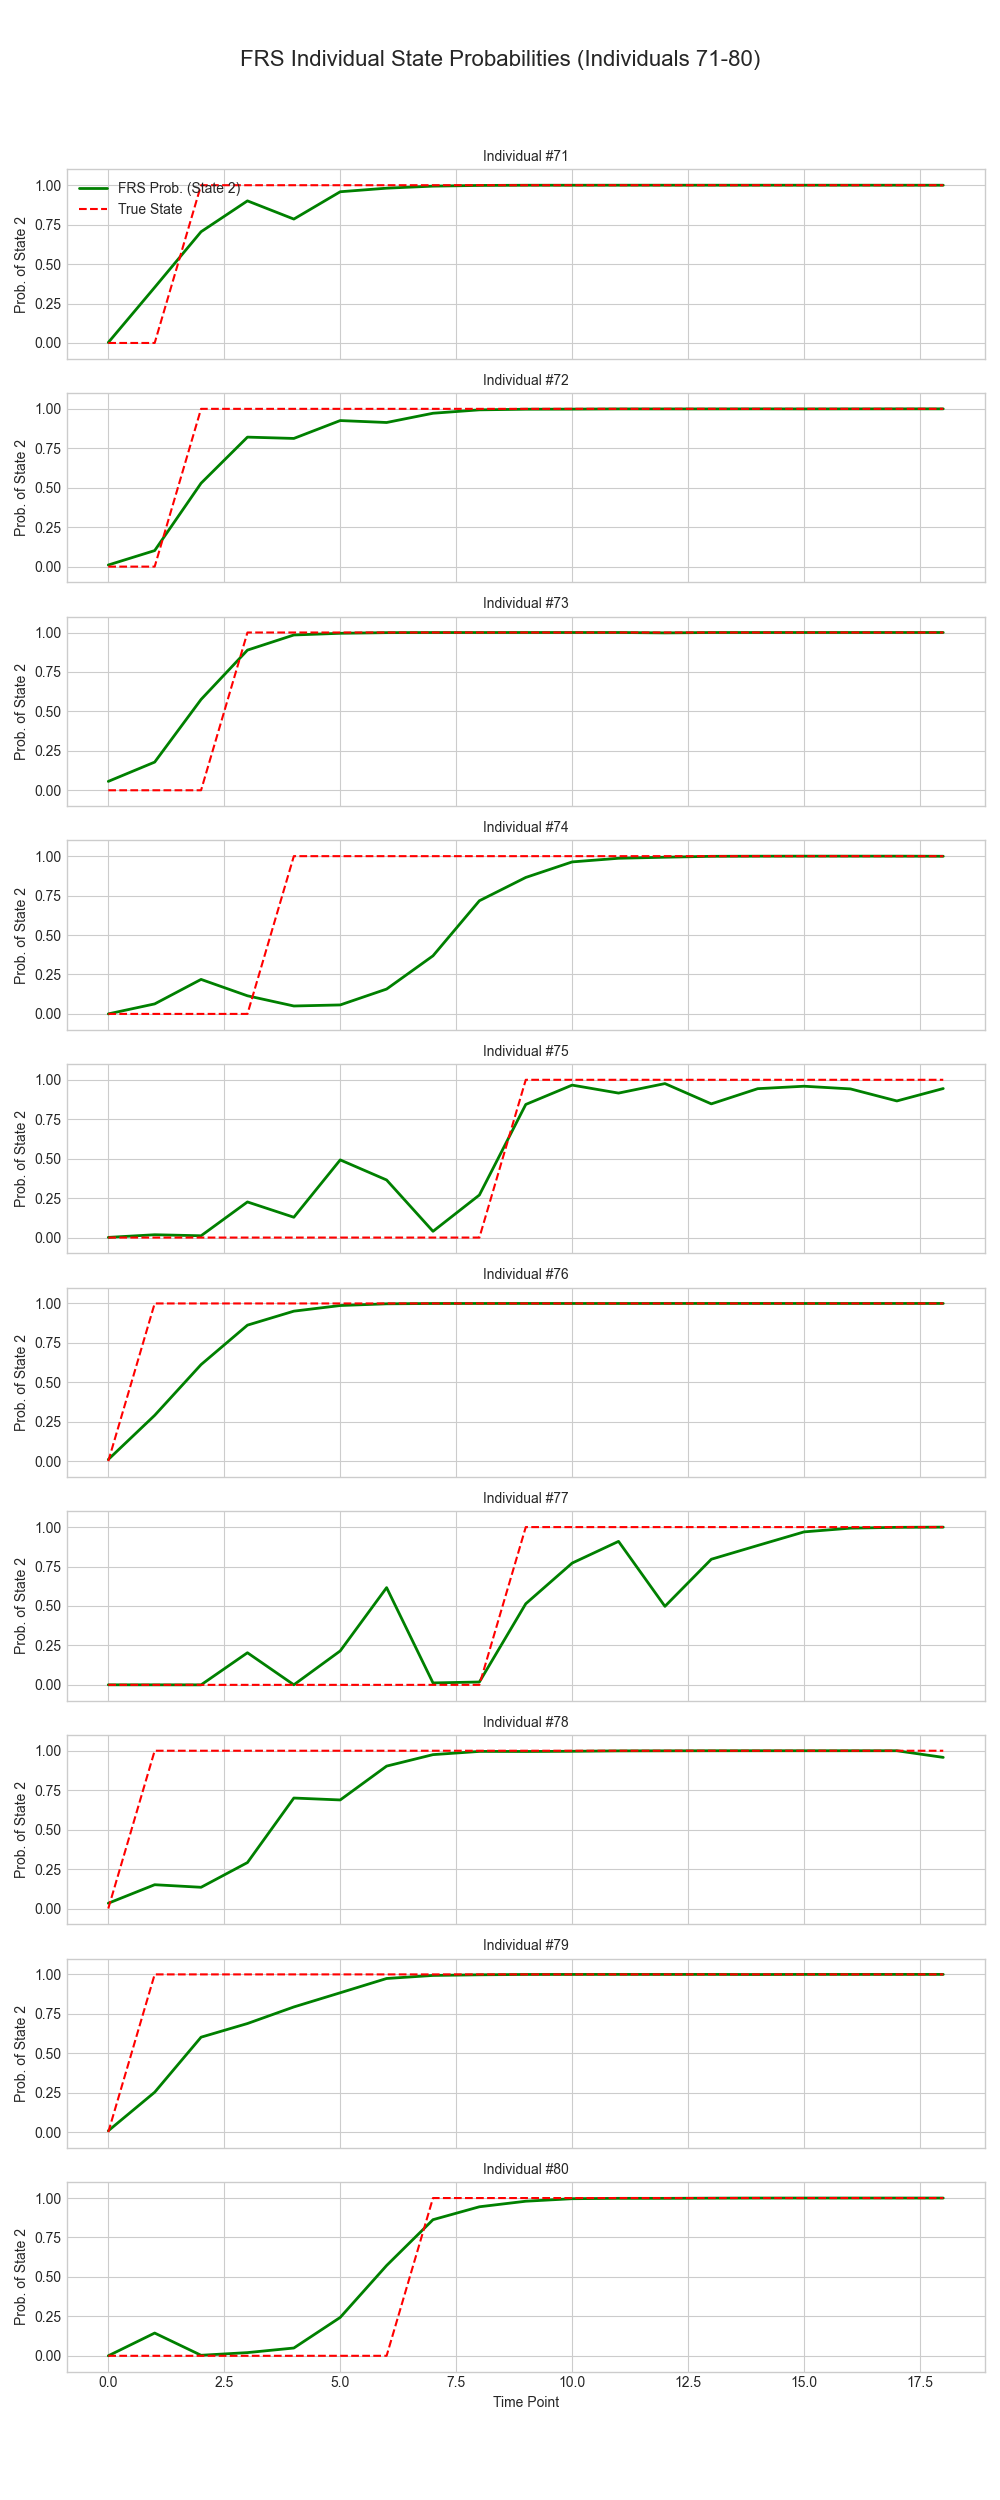 FRS Individual State Probabilities (Individuals 71-80)
Individual #71
FRS Prob. (State 2)
True State
1.00
0.75
0.50
0.25
0.00
Prob. of State 2
Individual #72
1.00
0.75
0.50
0.25
0.00
Prob. of State 2
Individual #73
1.00
0.75
0.50
0.25
0.00
Prob. of State 2
Individual #74
1.00
0.75
0.50
0.25
0.00
Prob. of State 2
Individual #75
1.00
0.75
0.50
0.25
0.00
Prob. of State 2
Individual #76
1.00
0.75
0.50
0.25
0.00
Prob. of State 2
Individual #77
1.00
0.75
0.50
0.25
0.00
Prob. of State 2
Individual #78
1.00
0.75
0.50
0.25
0.00
Prob. of State 2
Individual #79
1.00
0.75
0.50
0.25
0.00
Prob. of State 2
Individual #80
1.00
0.75
0.50
0.25
0.00
Prob. of State 2
0.0 2.5 5.0 7.5 10.0 12.5 15.0 17.5
Time Point